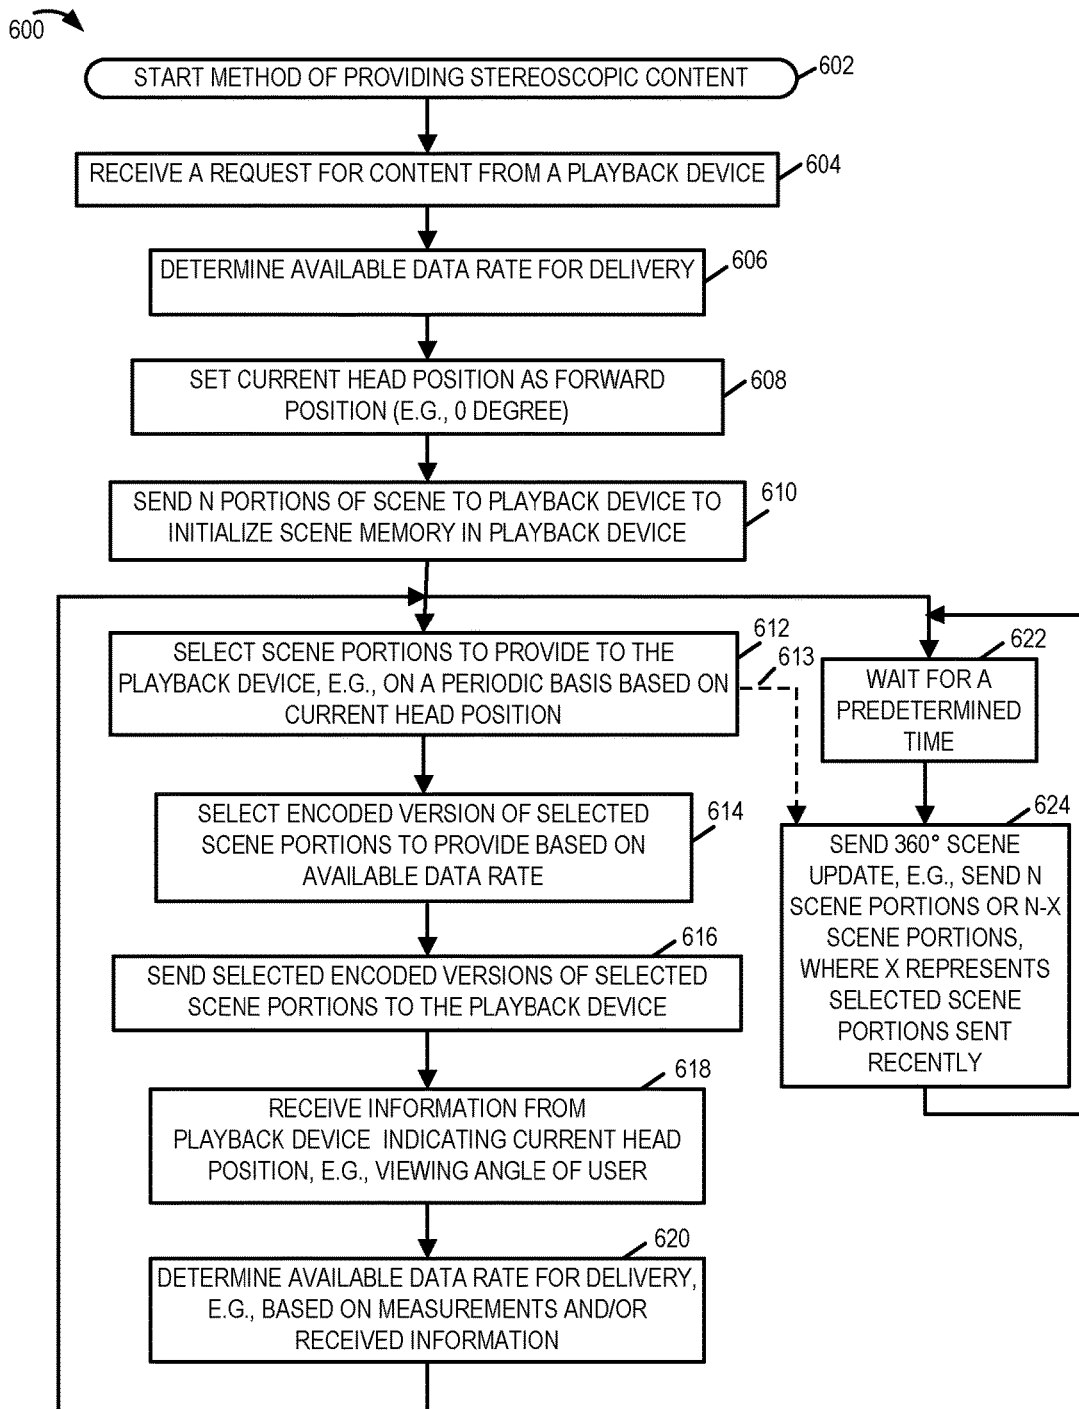 600
START METHOD OF PROVIDING STEREOSCOPIC CONTENT
602
RECEIVE A REQUEST FOR CONTENT FROM A PLAYBACK DEVICE
604
DETERMINE AVAILABLE DATA RATE FOR DELIVERY
606
SET CURRENT HEAD POSITION AS FORWARD
POSITION (E.G., 0 DEGREE)
608
SEND N PORTIONS OF SCENE TO PLAYBACK DEVICE TO
INITIALIZE SCENE MEMORY IN PLAYBACK DEVICE
610
SELECT SCENE PORTIONS TO PROVIDE TO THE
PLAYBACK DEVICE, E.G., ON A PERIODIC BASIS BASED ON
CURRENT HEAD POSITION
612
613
SELECT ENCODED VERSION OF SELECTED
SCENE PORTIONS TO PROVIDE BASED ON
AVAILABLE DATA RATE
614
SEND SELECTED ENCODED VERSIONS OF SELECTED
SCENE PORTIONS TO THE PLAYBACK DEVICE
616
RECEIVE INFORMATION FROM
PLAYBACK DEVICE INDICATING CURRENT HEAD
POSITION, E.G., VIEWING ANGLE OF USER
618
DETERMINE AVAILABLE DATA RATE FOR DELIVERY,
E.G., BASED ON MEASUREMENTS AND/OR
RECEIVED INFORMATION
620
WAIT FOR A
PREDETERMINED
TIME
622
SEND 360° SCENE
UPDATE, E.G., SEND N
SCENE PORTIONS OR N-X
SCENE PORTIONS,
WHERE X REPRESENTS
SELECTED SCENE
PORTIONS SENT
RECENTLY
624